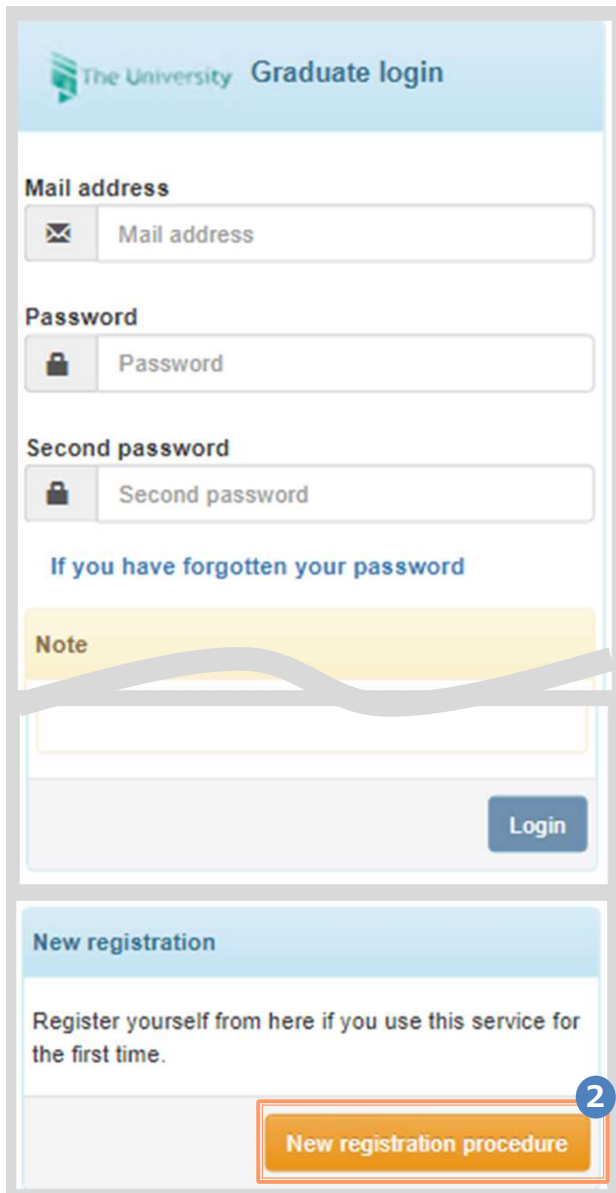 The University Graduate login
Mail address
Mail address
Password
Password
Second password
Second password
If you have forgotten your password
Note
Login
New registration
Register yourself from here if you use this service for
the first time.
2
New registration procedure